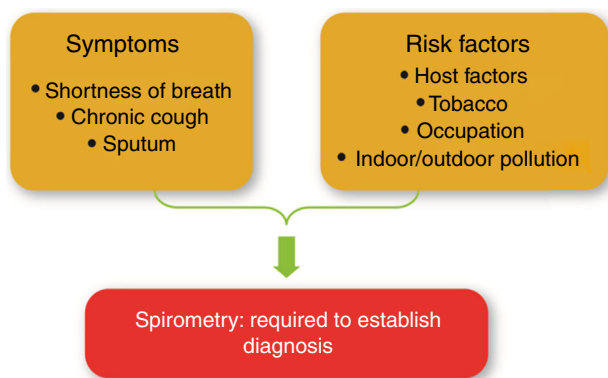 Symptoms
• Shortness of breath
• Chronic cough
• Sputum
Risk factors
• Host factors
• Tobacco
• Occupation
• Indoor/outdoor pollution
Spirometry: required to establish
diagnosis